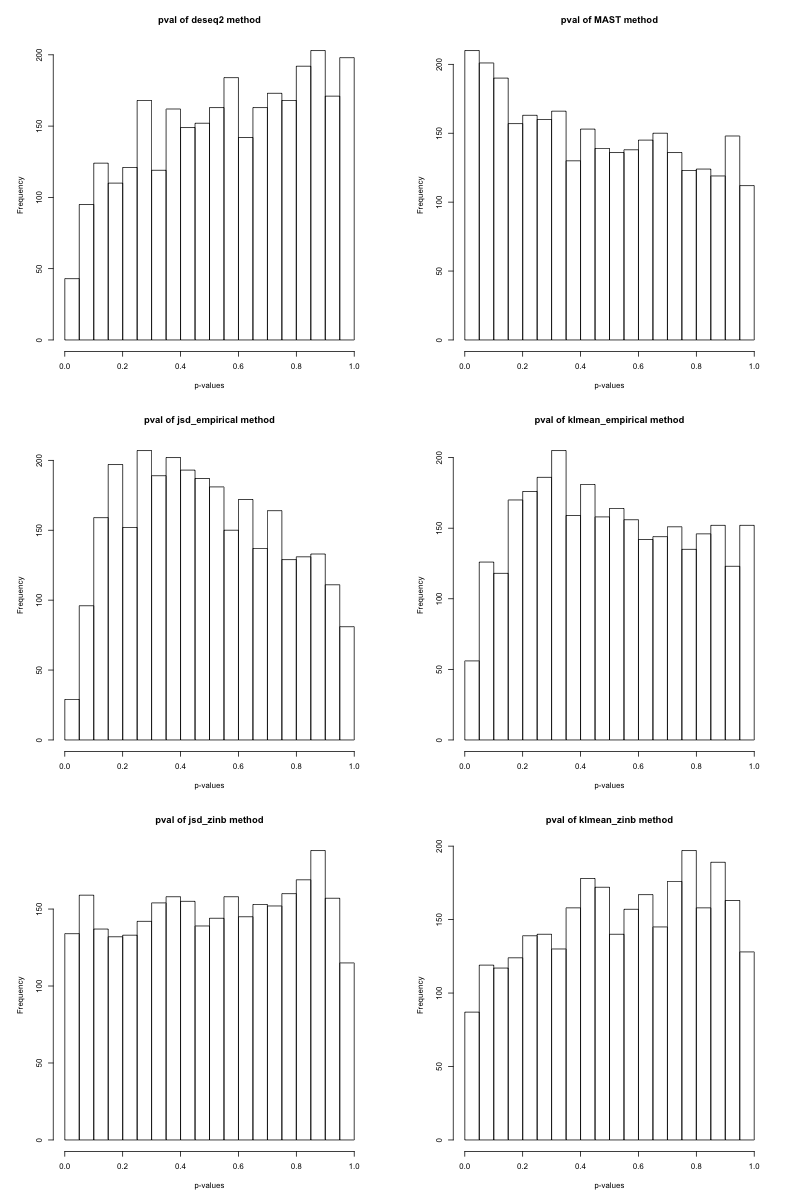 pval of deseq2 method
Frequency
0 50 100 150 200
0.0 0.2 0.4 0.6 0.8 1.0
p-values
pval of MAST method
Frequency
0 50 100 150 200
0.0 0.2 0.4 0.6 0.8 1.0
p-values
pval of jsd_empirical method
Frequency
0 50 100 150 200
0.0 0.2 0.4 0.6 0.8 1.0
p-values
pval of klmean_empirical method
Frequency
0 50 100 150 200
0.0 0.2 0.4 0.6 0.8 1.0
p-values
pval of jsd_zinb method
Frequency
0 50 100 150
0.0 0.2 0.4 0.6 0.8 1.0
p-values
pval of klmean_zinb method
Frequency
0 50 100 150 200
0.0 0.2 0.4 0.6 0.8 1.0
p-values